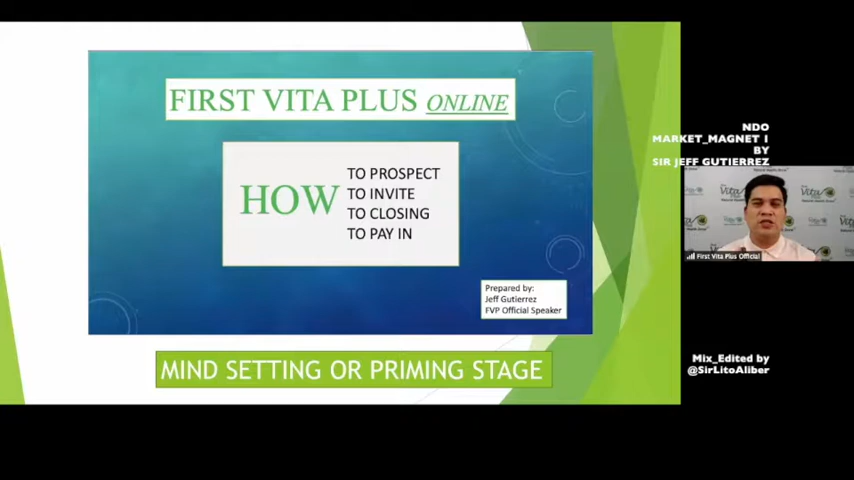 FIRST VITA PLUS ONLINE
HOW
TO PROSPECT
TO INVITE
TO CLOSING
TO PAY IN
Prepared by:
Jeff Gutierrez
FVP Official Speaker
MIND SETTING OR PRIMING STAGE
NDO
MARKET_MAGNET I
BY
SIR JEFF GUTIERREZ
Vita
First Vita Plus Official
Mix_Edited by
@SirLitoAliber